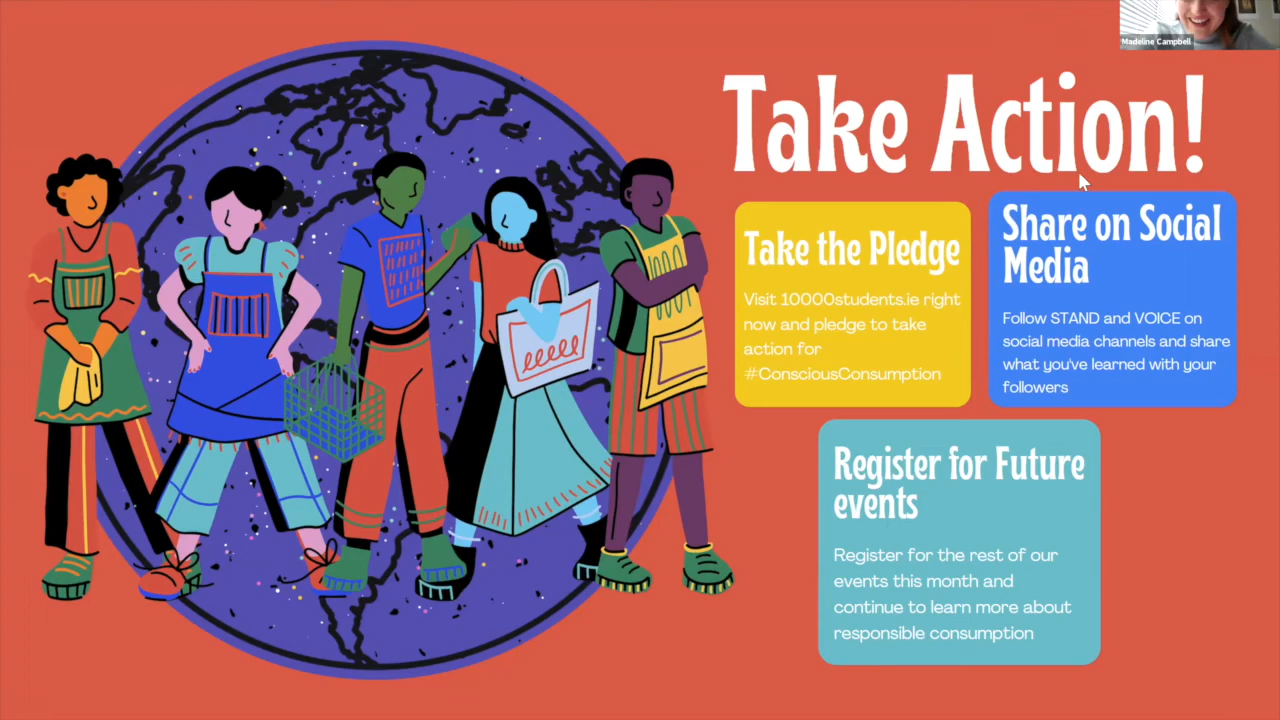 Madeline Campbell
Take Action!
Take the Pledge
Visit 10000students.ie right
now and pledge to take
action for
#ConsciousConsumption
Share on Social
Media
Follow STAND and VOICE on
social media channels and share
what you've learned with your
followers
Register for Future
events
Register for the rest of our
events this month and
continue to learn more about
responsible consumption